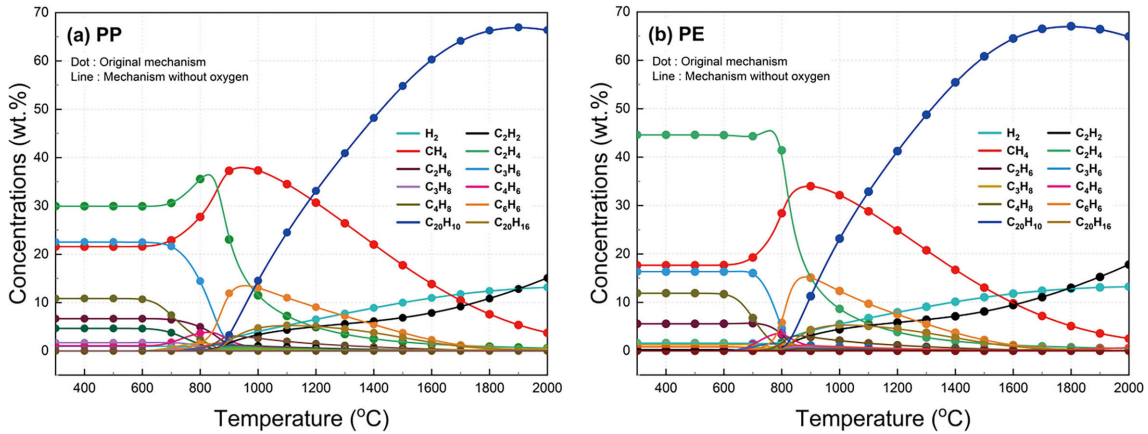 (a) PP
Dot : Original mechanism
Line : Mechanism without oxygen
H₂ C₂H₂
CH₄ C₂H₄
C₂H₆ C₃H₆
C₃H₈ C₄H₆
C₄H₈ C₆H₆
C₂₀H₁₀ C₂₀H₁₆
Concentrations (wt.%)
70
60
50
40
30
20
10
0
400 600 800 1000 1200 1400 1600 1800 2000
Temperature (°C)
(b) PE
Dot : Original mechanism
Line : Mechanism without oxygen
H₂ C₂H₂
CH₄ C₂H₄
C₂H₆ C₃H₆
C₃H₈ C₄H₆
C₄H₈ C₆H₆
C₂₀H₁₀ C₂₀H₁₆
Concentrations (wt.%)
70
60
50
40
30
20
10
0
400 600 800 1000 1200 1400 1600 1800 2000
Temperature (°C)